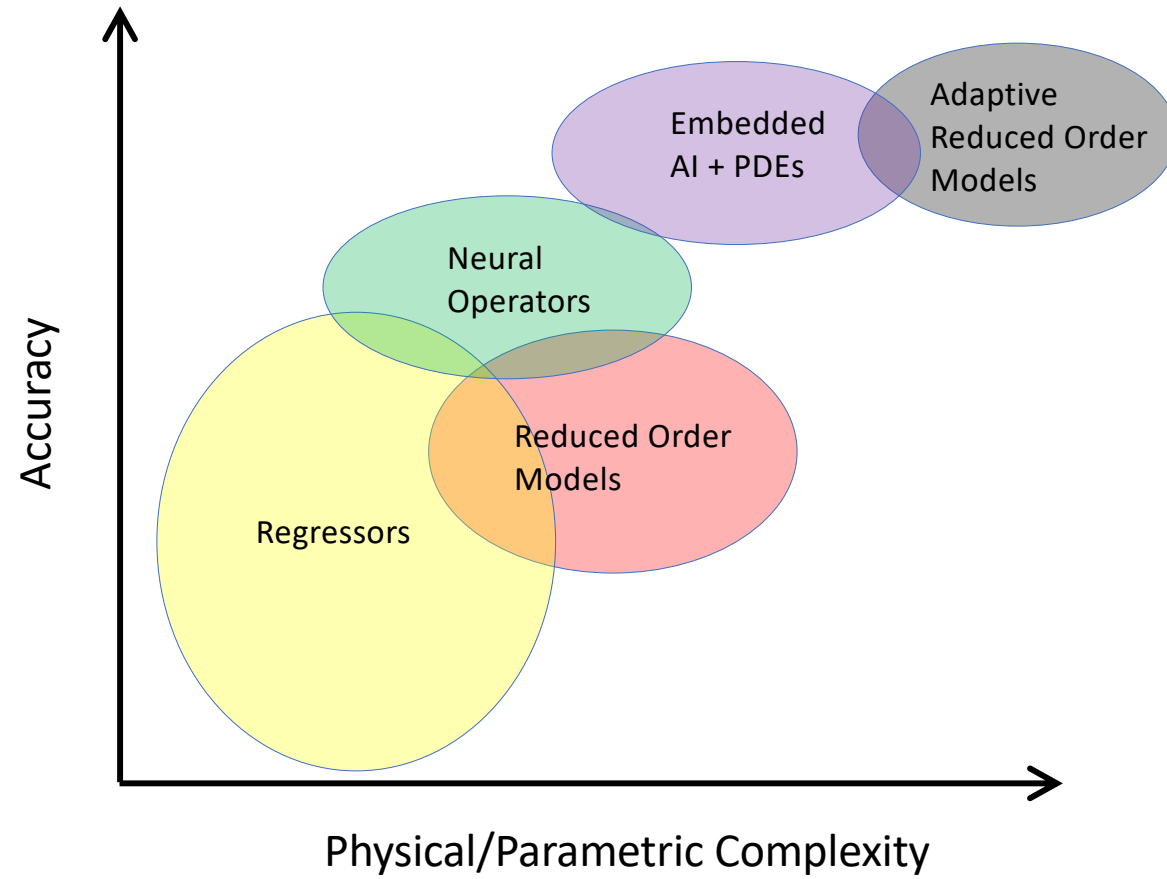 Adaptive
Reduced Order
Models
Embedded
AI + PDEs
Neural
Operators
Reduced Order
Models
Regressors
Accuracy
Physical/Parametric Complexity